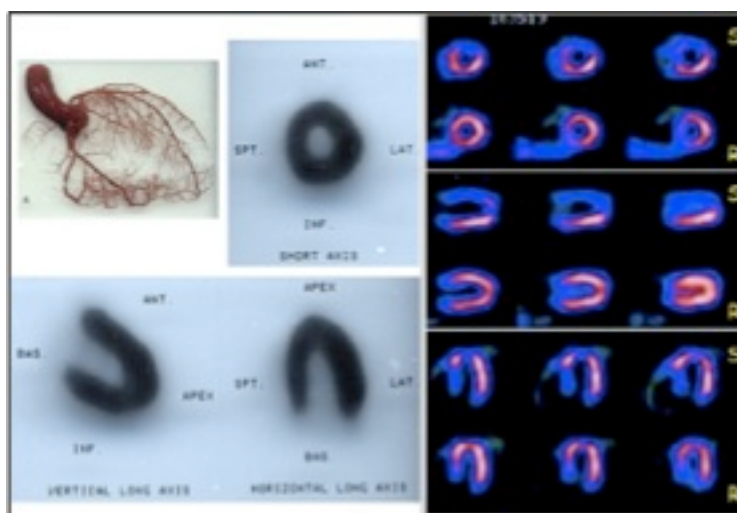 A
ANT.
SPT.
LAT.
INF.
SHORT AXIS
ANT.
BAS.
APEX
INF.
VERTICAL LONG AXIS
APEX
SPT.
LAT
BAS
HORIZONTAL LONG AXIS
S
R
S
R
S
R